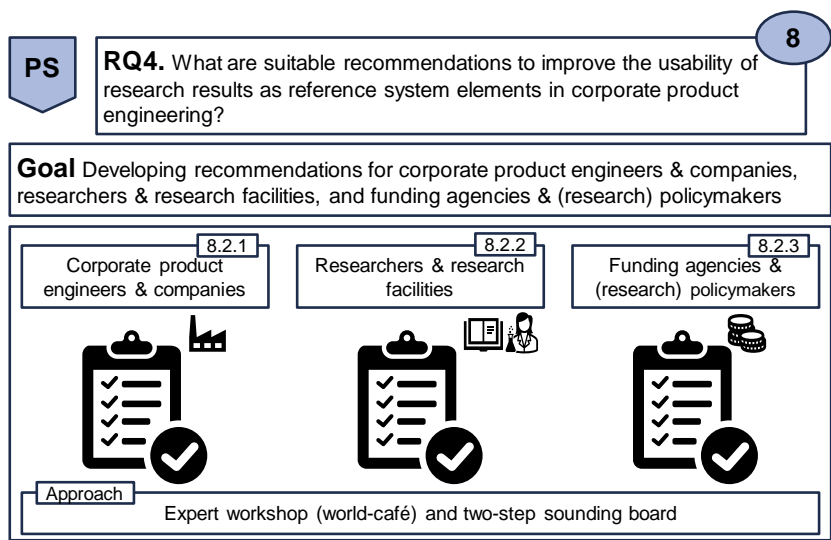 8
PS
RQ4. What are suitable recommendations to improve the usability of
research results as reference system elements in corporate product
engineering?
Goal Developing recommendations for corporate product engineers & companies,
researchers & research facilities, and funding agencies & (research) policymakers
8.2.1
Corporate product
engineers & companies
8.2.2
Researchers & research
facilities
8.2.3
Funding agencies &
(research) policymakers
Approach
Expert workshop (world-café) and two-step sounding board